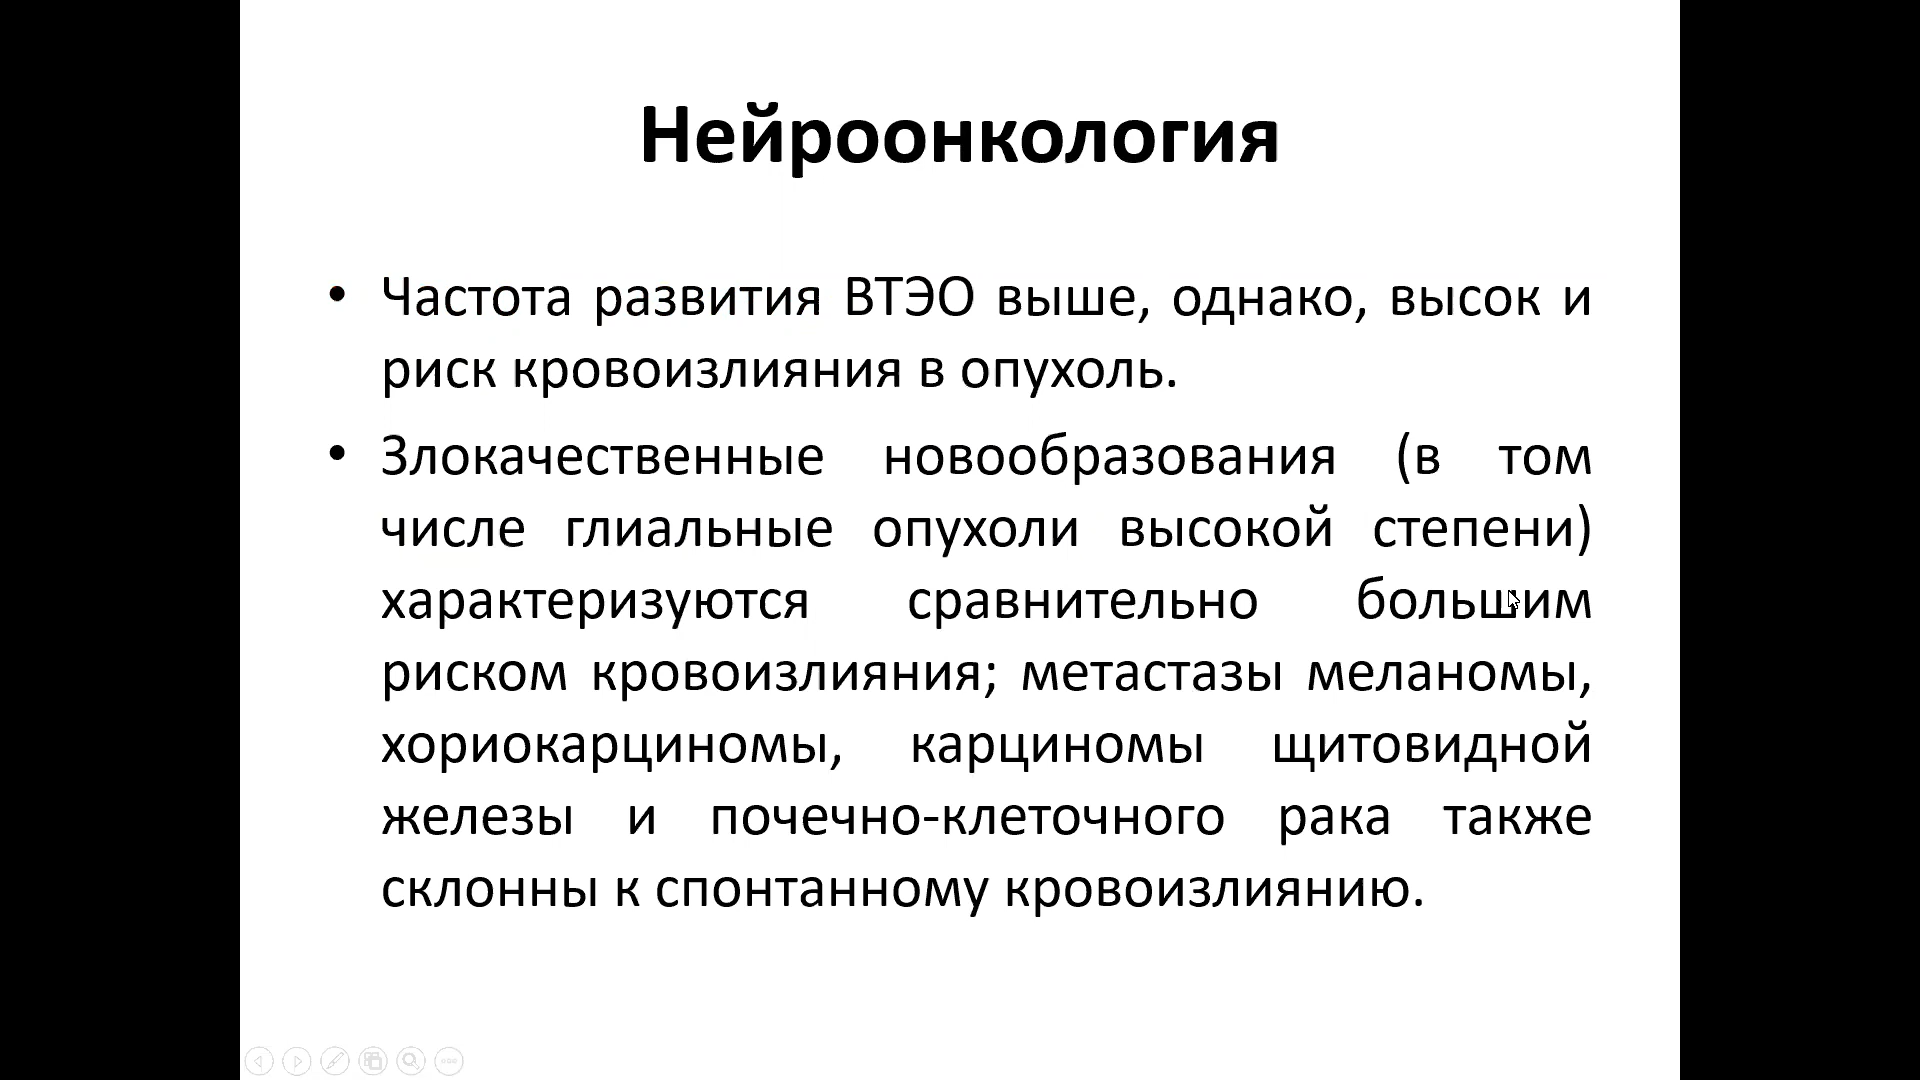 Нейроонкология
• Частота развития ВТЭО выше, однако, высок и
риск кровоизлияния в опухоль.
• Злокачественные новообразования (в том
числе глиальные опухоли высокой степени)
характеризуются сравнительно большим
риском кровоизлияния; метастазы меланомы,
хориокарциномы, карциномы щитовидной
железы и почечно-клеточного рака также
склонны к спонтанному кровоизлиянию.